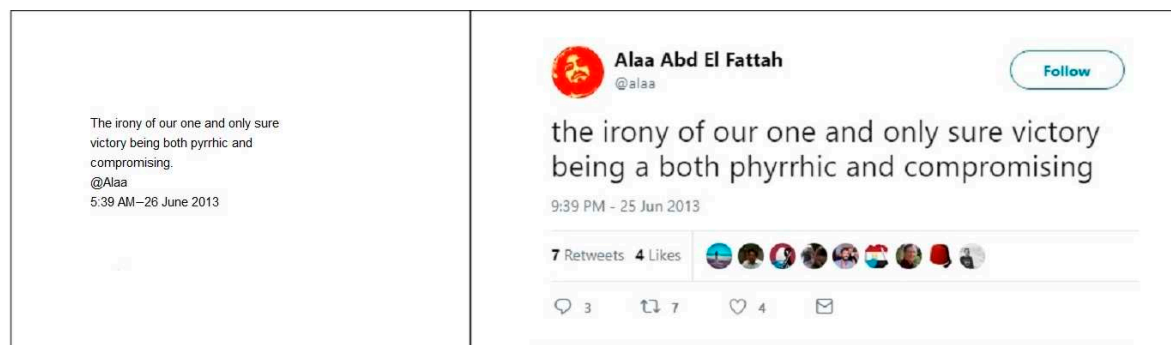 The irony of our one and only sure
victory being both pyrrhic and
compromising.
@Alaa
5:39 AM—26 June 2013
Alaa Abd El Fattah
@alaa
Follow
the irony of our one and only sure victory
being a both phyrrhic and compromising
9:39 PM - 25 Jun 2013
7 Retweets 4 Likes
3 7 4